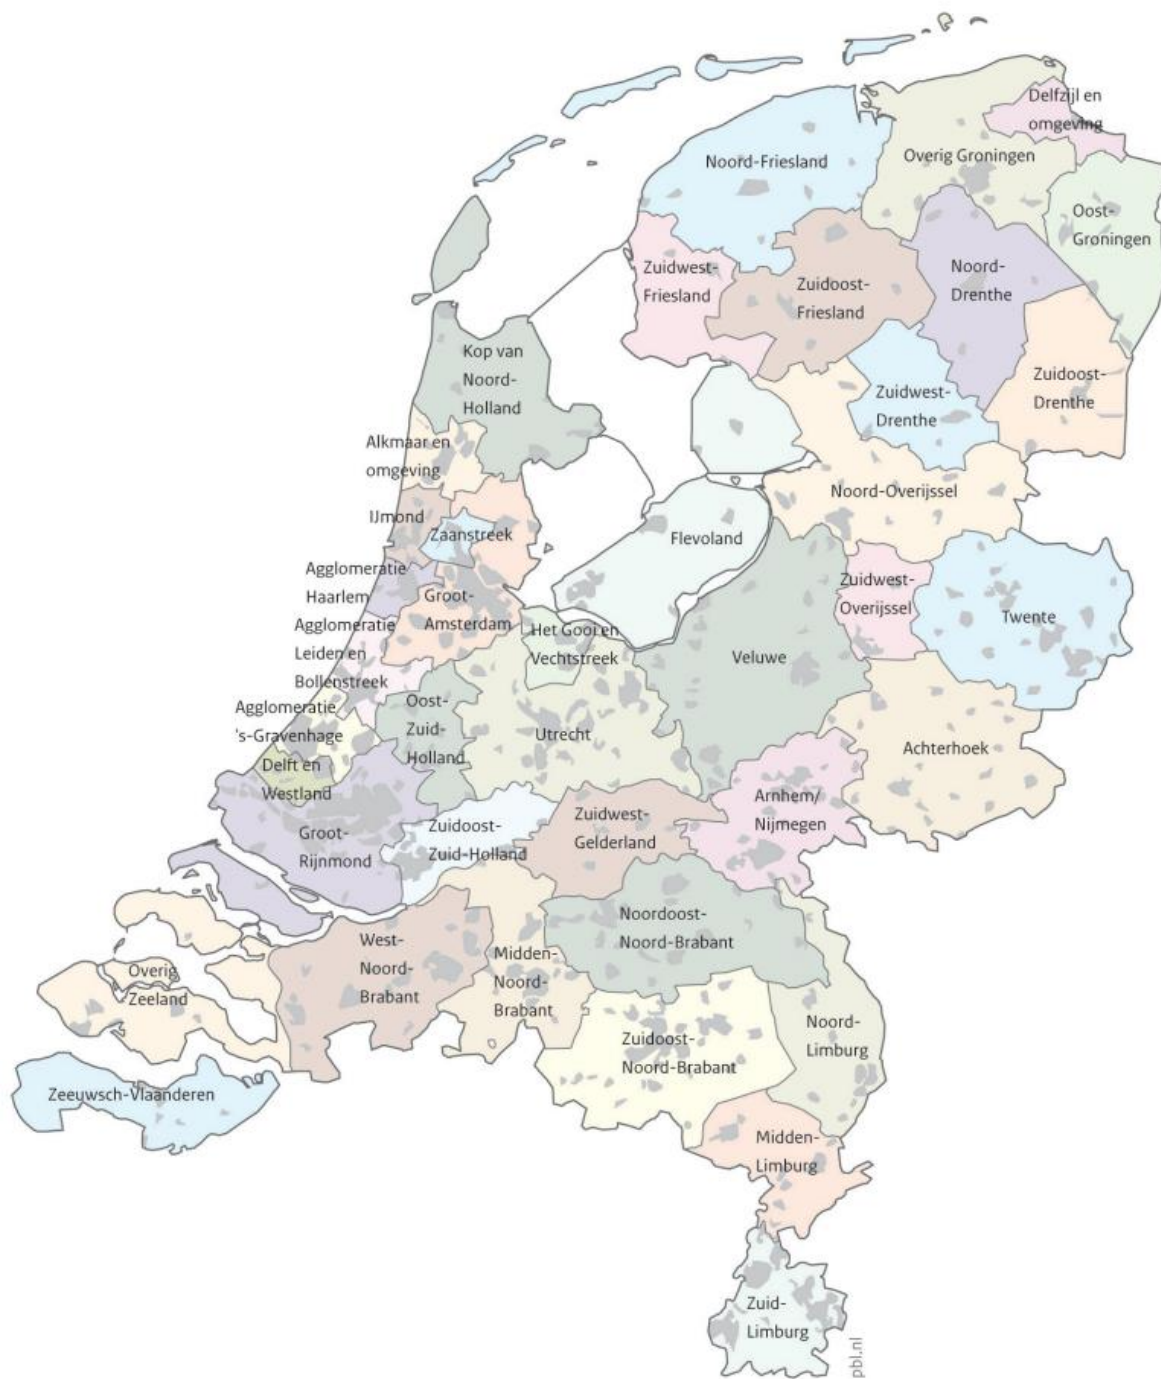 Delfzijl en
omgeving
Noord-Friesland
Overig Groningen
Oost-
Groningen
Zuidwest-
Friesland
Zuidoost-
Friesland
Noord-
Drenthe
Kop van
Noord-
Holland
Zuidwest-
Drenthe
Zuidoost-
Drenthe
Alkmaar en
omgeving
Noord-Overijssel
IJmond
Zaanstreek
Flevoland
Agglomeratie
Haarlem
Groot-
Amsterdam
Zuidwest-
Overijssel
Twente
Agglomeratie
Leiden en
Bollenstreek
Het Gooi en
Vechtstreek
Veluwe
Agglomeratie
's-Gravenhage
Oost-
Zuid-
Holland
Utrecht
Achterhoek
Delft en
Westland
Arnhem/
Nijmegen
Groot-
Rijnmond
Zuidoost-
Zuid-Holland
Zuidwest-
Gelderland
Noordoost-
Noord-Brabant
West-
Noord-
Brabant
Midden-
Noord-
Brabant
Overig
Zeeland
Zuidoost-
Noord-Brabant
Noord-
Limburg
Zeeuwsch-Vlaanderen
Midden-
Limburg
Zuid-
Limburg
pbl.nl